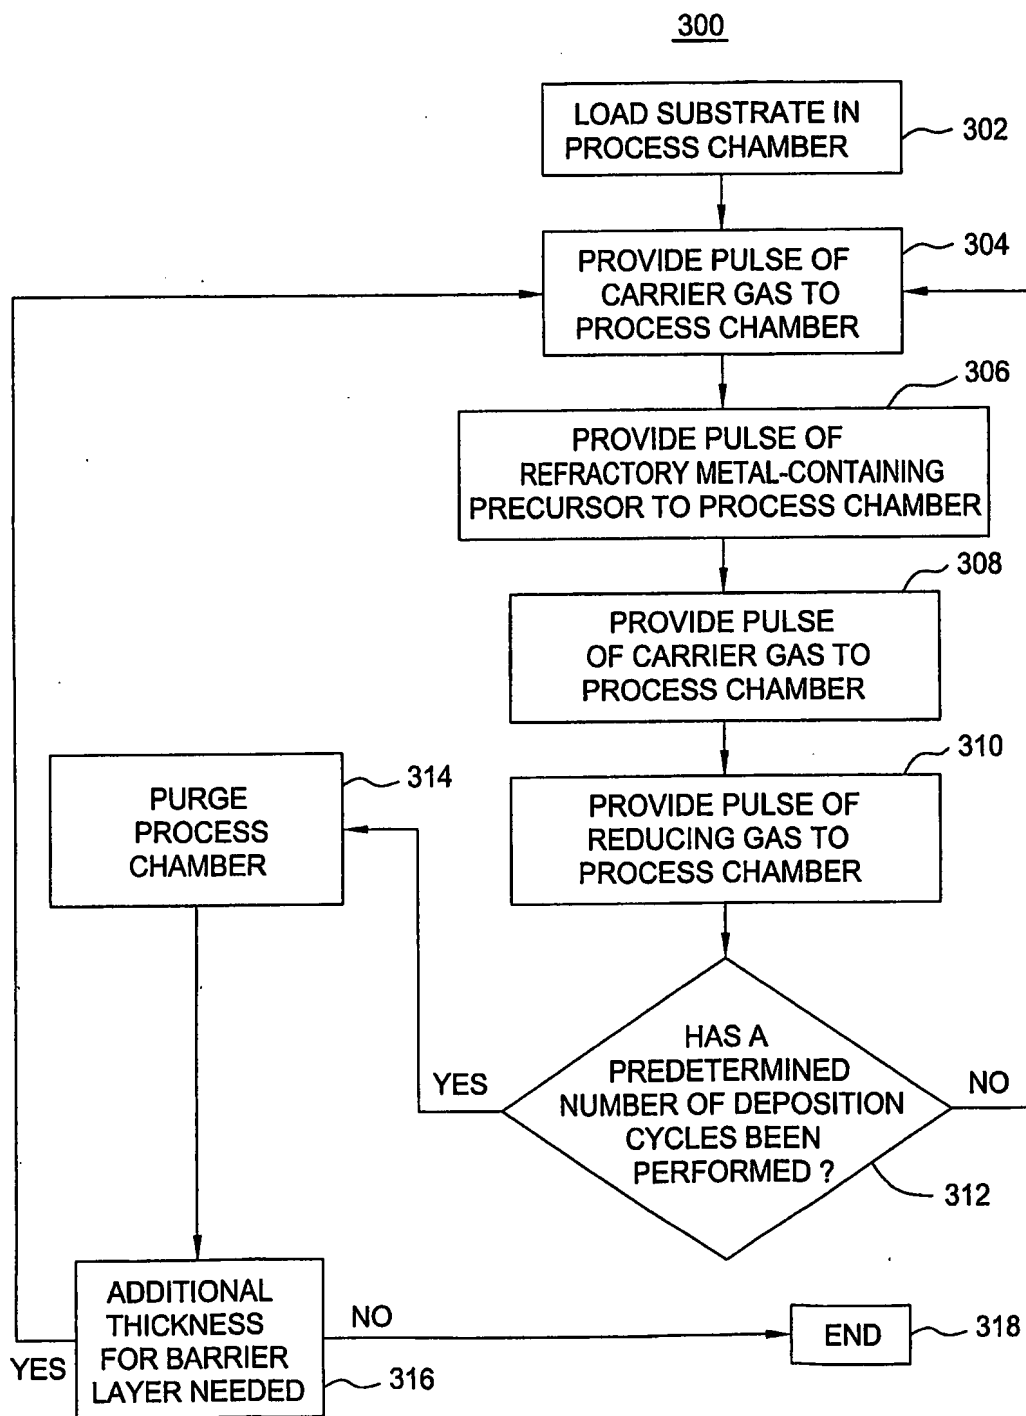 300
LOAD SUBSTRATE IN
PROCESS CHAMBER
302
PROVIDE PULSE OF
CARRIER GAS TO
PROCESS CHAMBER
304
306
PROVIDE PULSE OF
REFRACTORY METAL-CONTAINING
PRECURSOR TO PROCESS CHAMBER
308
PROVIDE PULSE
OF CARRIER GAS TO
PROCESS CHAMBER
310
PROVIDE PULSE OF
REDUCING GAS TO
PROCESS CHAMBER
314
PURGE
PROCESS
CHAMBER
HAS A
PREDETERMINED
NUMBER OF DEPOSITION
CYCLES BEEN
PERFORMED ?
YES
NO
312
ADDITIONAL
THICKNESS
FOR BARRIER
LAYER NEEDED
YES
NO
316
END
318